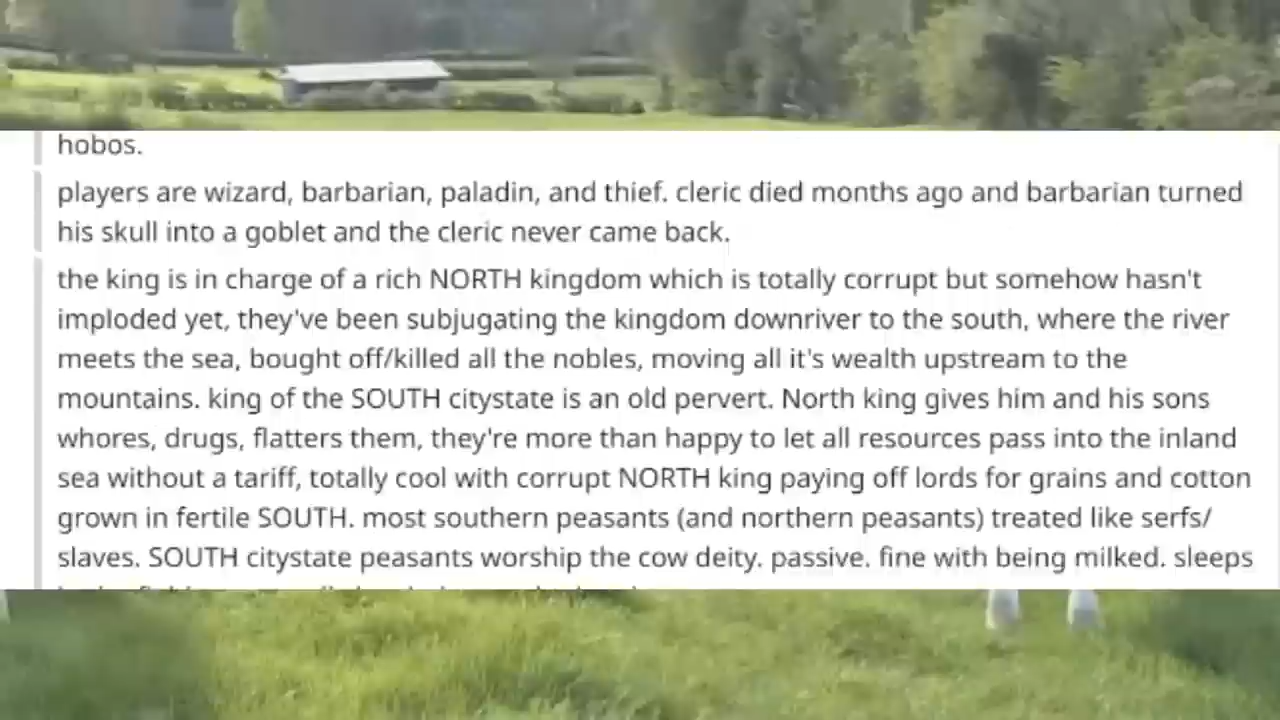 hobos.
players are wizard, barbarian, paladin, and thief. cleric died months ago and barbarian turned
his skull into a goblet and the cleric never came back.
the king is in charge of a rich NORTH kingdom which is totally corrupt but somehow hasn't
imploded yet, they've been subjugating the kingdom downriver to the south, where the river
meets the sea, bought off/killed all the nobles, moving all it's wealth upstream to the
mountains. king of the SOUTH citystate is an old pervert. North king gives him and his sons
whores, drugs, flatters them, they're more than happy to let all resources pass into the inland
sea without a tariff, totally cool with corrupt NORTH king paying off lords for grains and cotton
grown in fertile SOUTH. most southern peasants (and northern peasants) treated like serfs/
slaves. SOUTH citystate peasants worship the cow deity. passive. fine with being milked. sleeps